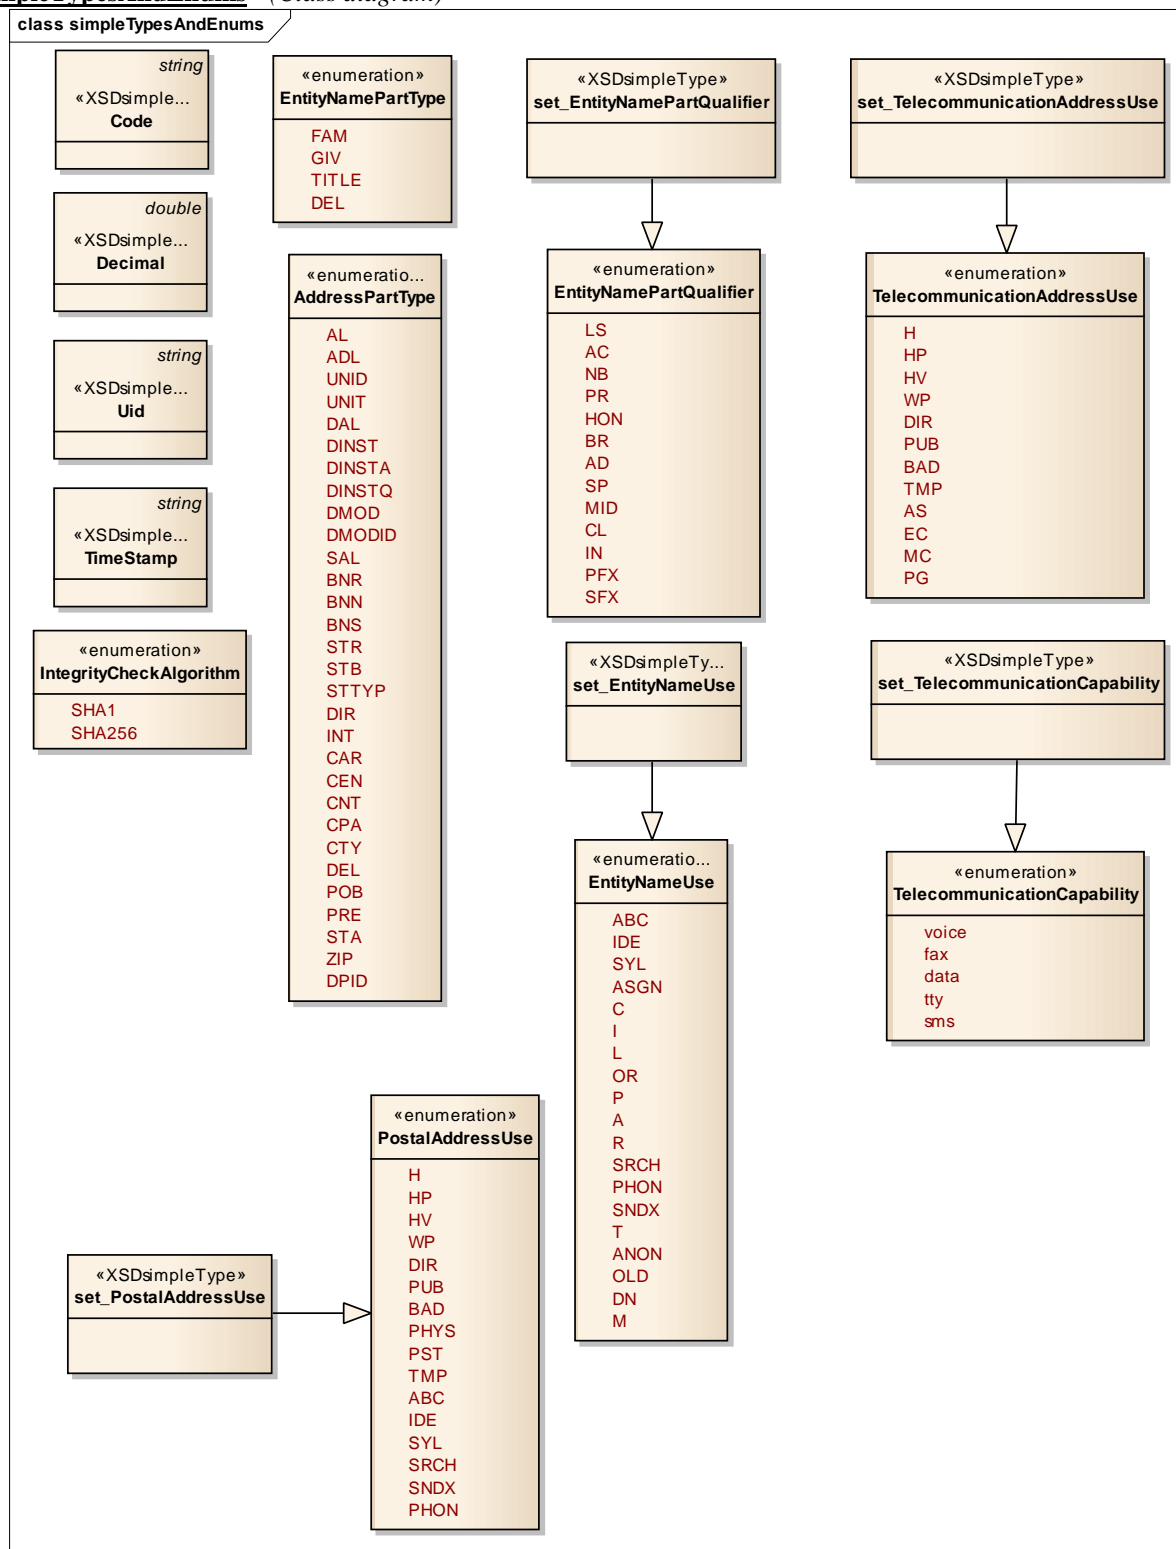 (Class diagram)
class simpleTypesAndEnums
string
«XSDsimple...
Code
double
«XSDsimple...
Decimal
string
«XSDsimple...
Uid
string
«XSDsimple...
TimeStamp
«enumeration»
IntegrityCheckAlgorithm
SHA1
SHA256
«enumeration»
EntityNamePartType
FAM
GIV
TITLE
DEL
«enumeratio...
AddressPartType
AL
ADL
UNID
UNIT
DAL
DINST
DINSTA
DINSTQ
DMOD
DMODID
SAL
BNR
BNN
BNS
STR
STB
STTYP
DIR
INT
CAR
CEN
CNT
CPA
CTY
DEL
POB
PRE
STA
ZIP
DPID
«XSDsimpleType»
set_EntityNamePartQualifier
«enumeration»
EntityNamePartQualifier
LS
AC
NB
PR
HON
BR
AD
SP
MID
CL
IN
PFX
SFX
«XSDsimpleType»
set_TelecommunicationAddressUse
«enumeration»
TelecommunicationAddressUse
H
HP
HV
WP
DIR
PUB
BAD
TMP
AS
EC
MC
PG
«XSDsimpleTy...
set_EntityNameUse
«enumeratio...
EntityNameUse
ABC
IDE
SYL
ASGN
C
I
L
OR
P
A
R
SRCH
PHON
SNDX
T
ANON
OLD
DN
M
«XSDsimpleType»
set_TelecommunicationCapability
«enumeration»
TelecommunicationCapability
voice
fax
data
tty
sms
«XSDsimpleType»
set_PostalAddressUse
«enumeration»
PostalAddressUse
H
HP
HV
WP
DIR
PUB
BAD
PHYS
PST
TMP
ABC
IDE
SYL
SRCH
SNDX
PHON